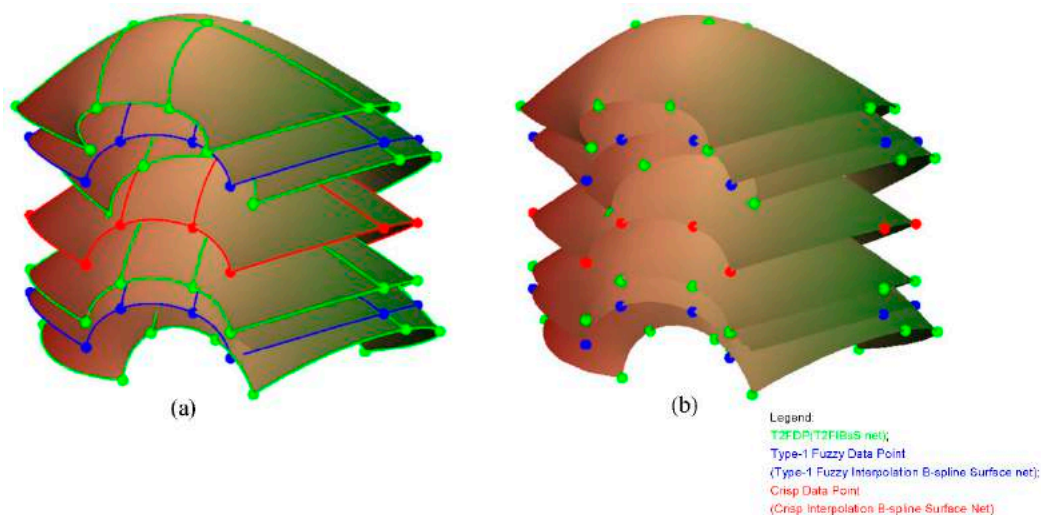 (a)
(b)
Legend:
T2FDP(T2FIBsS net);
Type-1 Fuzzy Data Point
(Type-1 Fuzzy Interpolation B-spline Surface net);
Crisp Data Point
(Crisp Interpolation B-spline Surface Net)